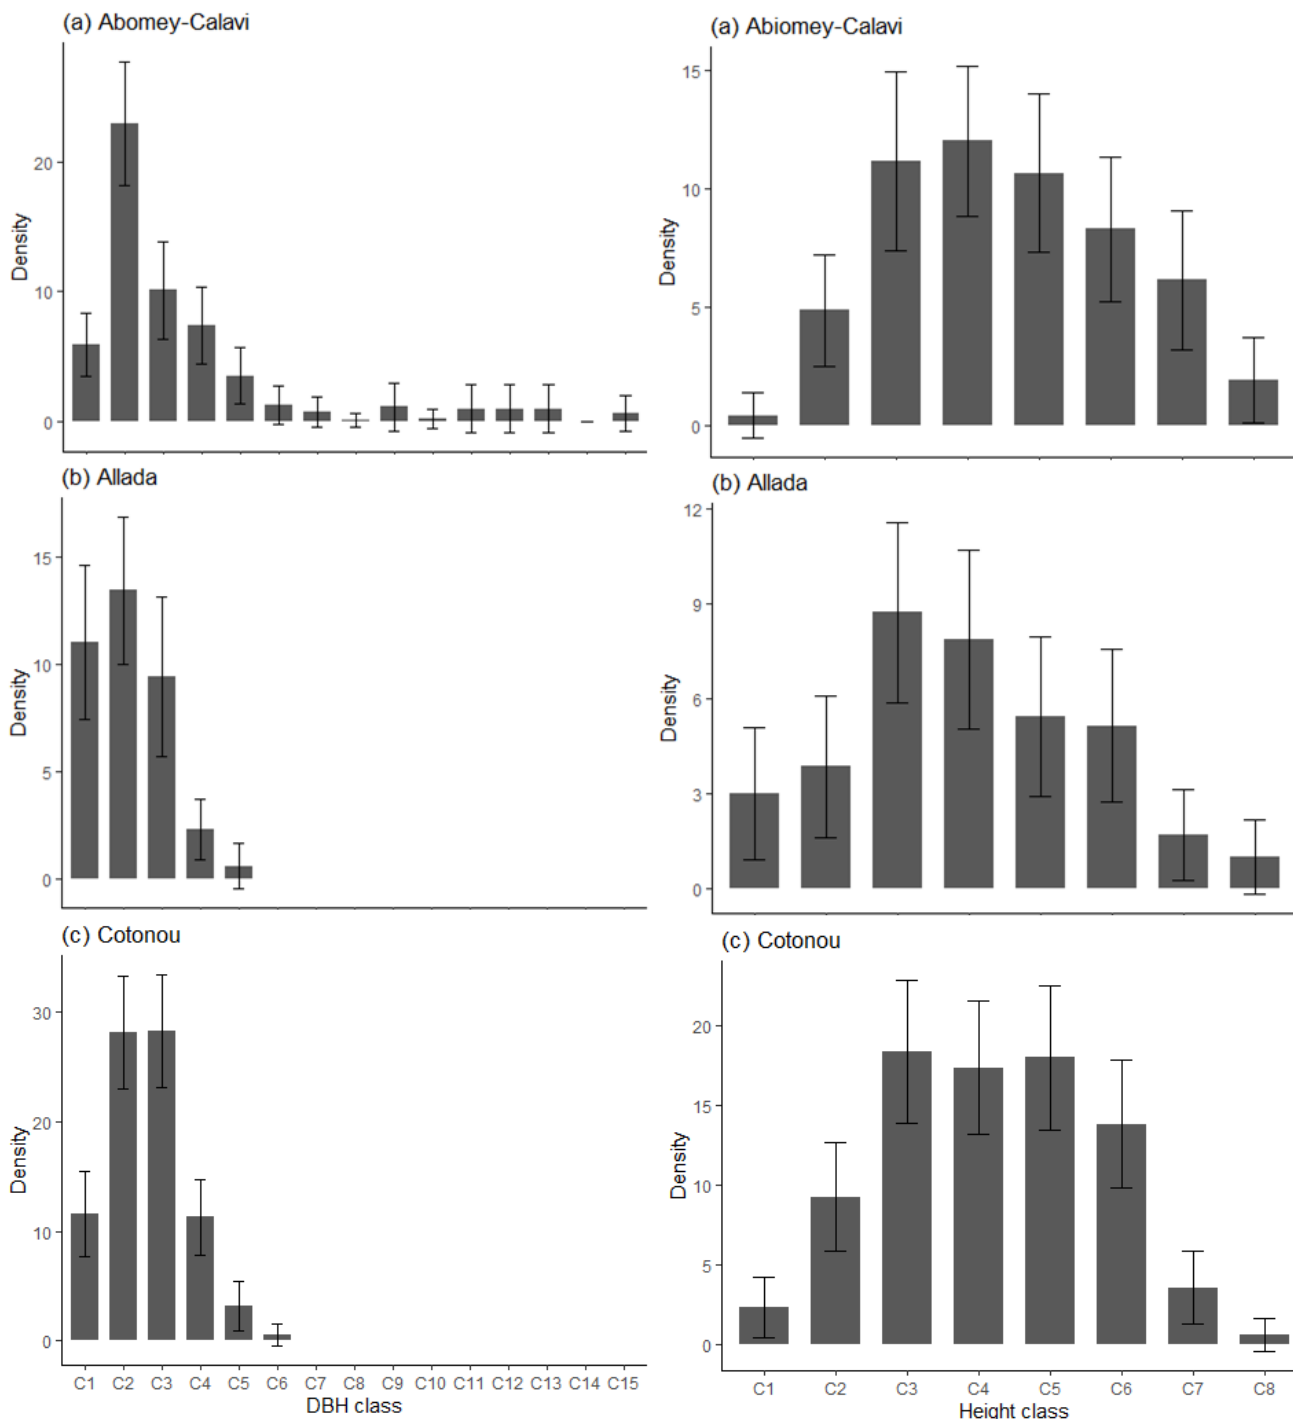 (a) Abomey-Calavi
20
10
0
Density
(b) Allada
15
10
5
0
Density
(c) Cotonou
30
20
10
0
Density
C1 C2 C3 C4 C5 C6 C7 C8 C9 C10 C11 C12 C13 C14 C15
DBH class
(a) Abiomey-Calavi
15
10
5
0
Density
(b) Allada
12
9
6
3
0
Density
(c) Cotonou
20
15
10
5
0
Density
C1 C2 C3 C4 C5 C6 C7 C8
Height class